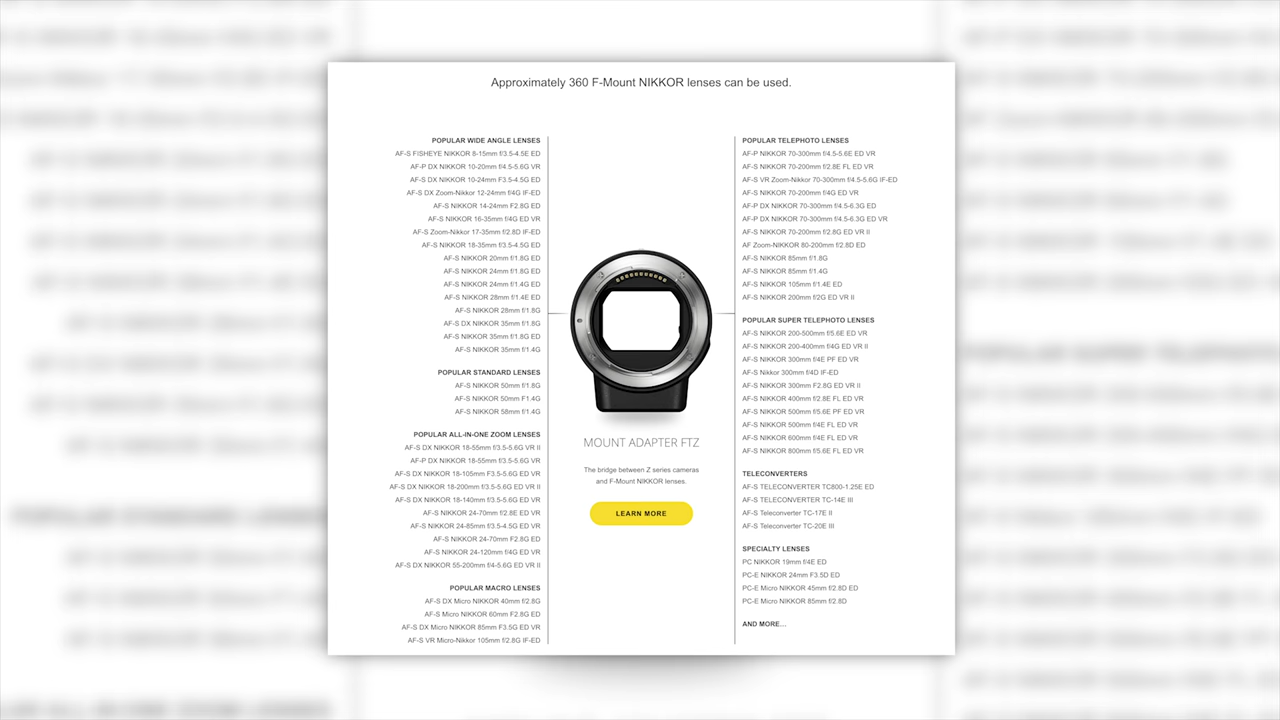 Approximately 360 F-Mount NIKKOR lenses can be used.
POPULAR WIDE ANGLE LENSES
AF-S FISHEYE NIKKOR 8-15mm f/3.5-4.5E ED
AF-P DX NIKKOR 10-20mm f/4.5-5.6G VR
AF-S DX NIKKOR 10-24mm F3.5-4.5G ED
AF-S DX Zoom-Nikkor 12-24mm f/4G IF-ED
AF-S NIKKOR 14-24mm F2.8G ED
AF-S NIKKOR 16-35mm f/4G ED VR
AF-S Zoom-Nikkor 17-35mm f/2.8D IF-ED
AF-S NIKKOR 18-35mm f/3.5-4.5G ED
AF-S NIKKOR 20mm f/1.8G ED
AF-S NIKKOR 24mm f/1.8G ED
AF-S NIKKOR 24mm f/1.4G ED
AF-S NIKKOR 28mm f/1.4E ED
AF-S NIKKOR 28mm f/1.8G
AF-S DX NIKKOR 35mm f/1.8G
AF-S NIKKOR 35mm f/1.8G ED
AF-S NIKKOR 35mm f/1.4G
POPULAR STANDARD LENSES
AF-S NIKKOR 50mm f/1.8G
AF-S NIKKOR 50mm F1.4G
AF-S NIKKOR 58mm f/1.4G
POPULAR ALL-IN-ONE ZOOM LENSES
AF-S DX NIKKOR 18-55mm f/3.5-5.6G VR II
AF-P DX NIKKOR 18-55mm f/3.5-5.6G VR
AF-S DX NIKKOR 18-105mm F3.5-5.6G ED VR
AF-S DX NIKKOR 18-200mm f/3.5-5.6G ED VR II
AF-S DX NIKKOR 18-140mm f/3.5-5.6G ED VR
AF-S NIKKOR 24-70mm f/2.8E ED VR
AF-S NIKKOR 24-85mm f/3.5-4.5G ED VR
AF-S NIKKOR 24-70mm F2.8G ED
AF-S NIKKOR 24-120mm f/4G ED VR
AF-S DX NIKKOR 55-200mm f/4-5.6G ED VR II
POPULAR MACRO LENSES
AF-S DX Micro NIKKOR 40mm f/2.8G
AF-S Micro NIKKOR 60mm F2.8G ED
AF-S DX Micro NIKKOR 85mm F3.5G ED VR
AF-S VR Micro-Nikkor 105mm f/2.8G IF-ED
MOUNT ADAPTER FTZ
The bridge between Z series cameras
and F-Mount NIKKOR lenses.
LEARN MORE
POPULAR TELEPHOTO LENSES
AF-P NIKKOR 70-300mm f/4.5-5.6E ED VR
AF-S NIKKOR 70-200mm f/2.8E FL ED VR
AF-S VR Zoom-Nikkor 70-300mm f/4.5-5.6G IF-ED
AF-S NIKKOR 70-200mm f/4G ED VR
AF-P DX NIKKOR 70-300mm f/4.5-6.3G ED
AF-P DX NIKKOR 70-300mm f/4.5-6.3G ED VR
AF-S NIKKOR 70-200mm f/2.8G ED VR II
AF Zoom-NIKKOR 80-200mm f/2.8D ED
AF-S NIKKOR 85mm f/1.8G
AF-S NIKKOR 85mm f/1.4G
AF-S NIKKOR 105mm f/1.4E ED
AF-S NIKKOR 200mm f/2G ED VR II
POPULAR SUPER TELEPHOTO LENSES
AF-S NIKKOR 200-500mm f/5.6E ED VR
AF-S NIKKOR 200-400mm f/4G ED VR II
AF-S NIKKOR 300mm f/4E PF ED VR
AF-S Nikkor 300mm f/4D IF-ED
AF-S NIKKOR 300mm F2.8G ED VR II
AF-S NIKKOR 400mm f/2.8E FL ED VR
AF-S NIKKOR 500mm f/5.6E PF ED VR
AF-S NIKKOR 500mm f/4E FL ED VR
AF-S NIKKOR 600mm f/4E FL ED VR
AF-S NIKKOR 800mm f/5.6E FL ED VR
TELECONVERTERS
AF-S TELECONVERTER TC800-1.25E ED
AF-S TELECONVERTER TC-14E III
AF-S Teleconverter TC-17E II
AF-S Teleconverter TC-20E III
SPECIALTY LENSES
PC NIKKOR 19mm f/4E ED
PC-E NIKKOR 24mm F3.5D ED
PC-E Micro NIKKOR 45mm f/2.8D ED
PC-E Micro NIKKOR 85mm f/2.8D
AND MORE...